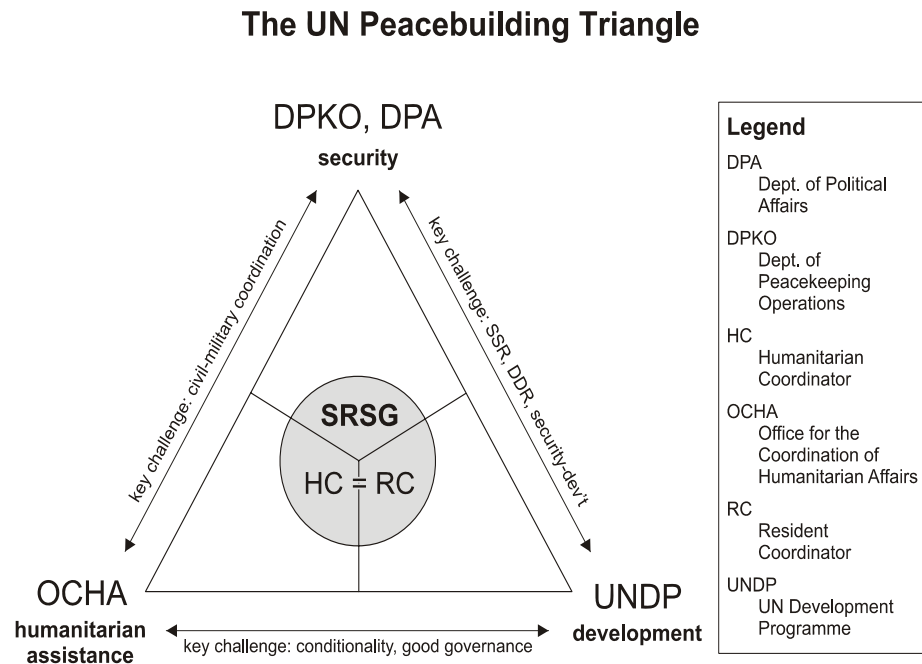 The UN Peacebuilding Triangle
DPKO, DPA
security
key challenge: civil-military coordination
key challenge: SSR, DDR, security-dev't
SRSG
HC = RC
OCHA
humanitarian
assistance
key challenge: conditionality, good governance
UNDP
development
Legend
DPA
Dept. of Political
Affairs
DPKO
Dept. of
Peacekeeping
Operations
HC
Humanitarian
Coordinator
OCHA
Office for the
Coordination of
Humanitarian Affairs
RC
Resident
Coordinator
UNDP
UN Development
Programme